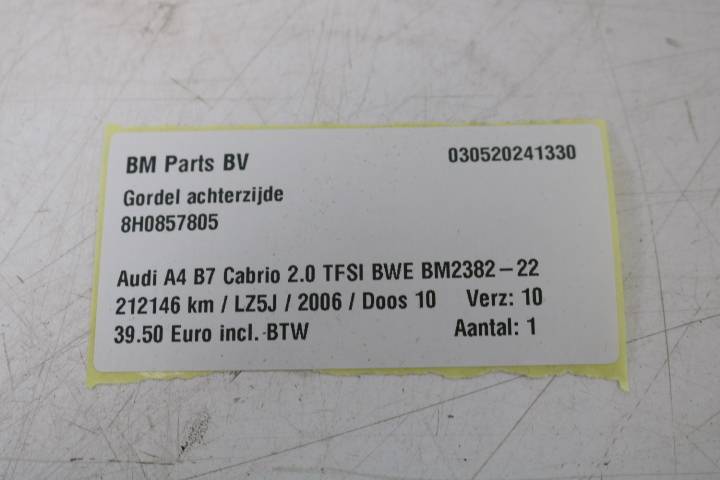 BM Parts BV 030520241330
Gordel achterzijde
8H0857805
Audi A4 B7 Cabrio 2.0 TFSI BWE BM2382-22
212146 km / LZ5J / 2006 / Doos 10 Verz: 10
39.50 Euro incl. BTW Aantal: 1